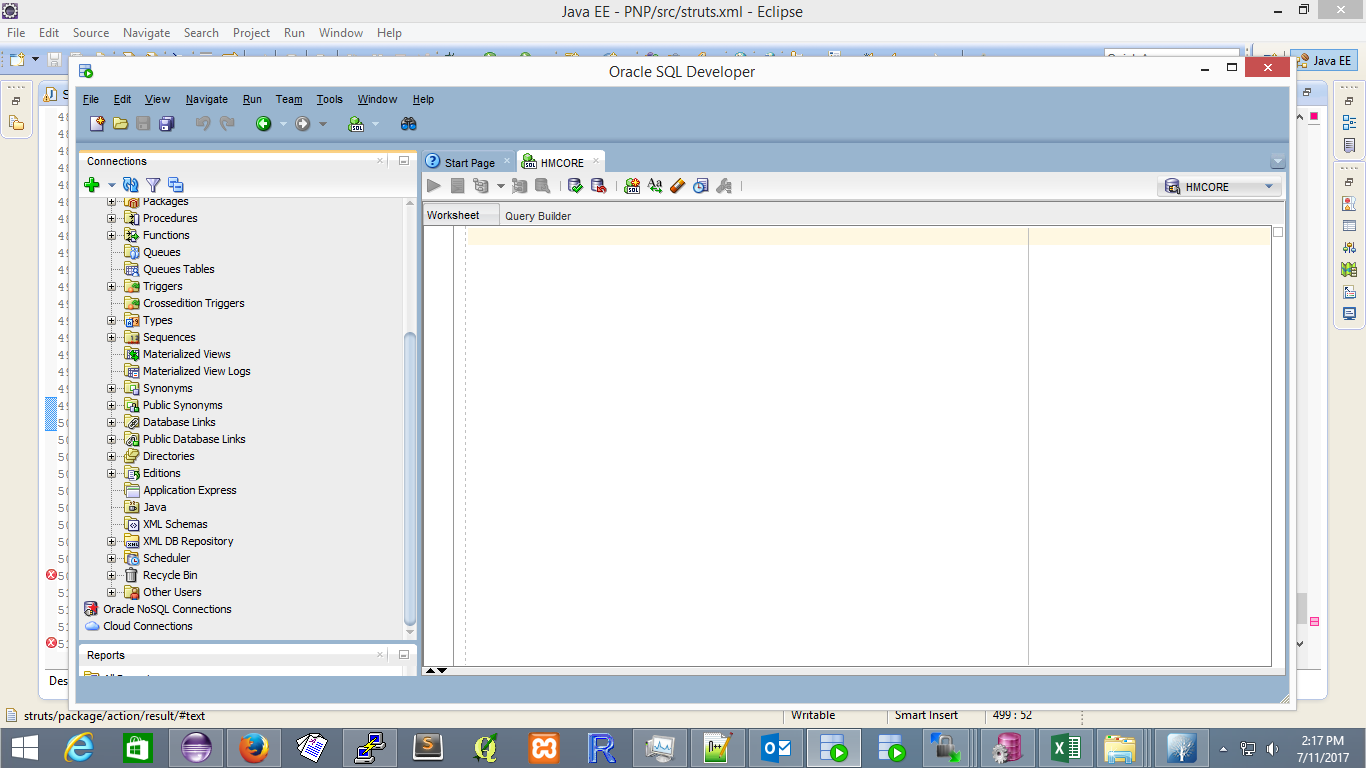 Java EE - PNP/src/struts.xml - Eclipse
File Edit Source Navigate Search Project Run Window Help
Java EE
Oracle SQL Developer
File Edit View Navigate Run Team Tools Window Help
Connections
Start Page
HMCORE
HMCORE
Worksheet
Query Builder
Packages
Procedures
Functions
Queues
Queues Tables
Triggers
Crossedition Triggers
Types
Sequences
Materialized Views
Materialized View Logs
Synonyms
Public Synonyms
Database Links
Public Database Links
Directories
Editions
Application Express
Java
XML Schemas
XML DB Repository
Scheduler
Recycle Bin
Other Users
Oracle NoSQL Connections
Cloud Connections
Reports
Des
struts/package/action/result/#text
Writable
Smart Insert
499 : 52
2:17 PM
7/11/2017